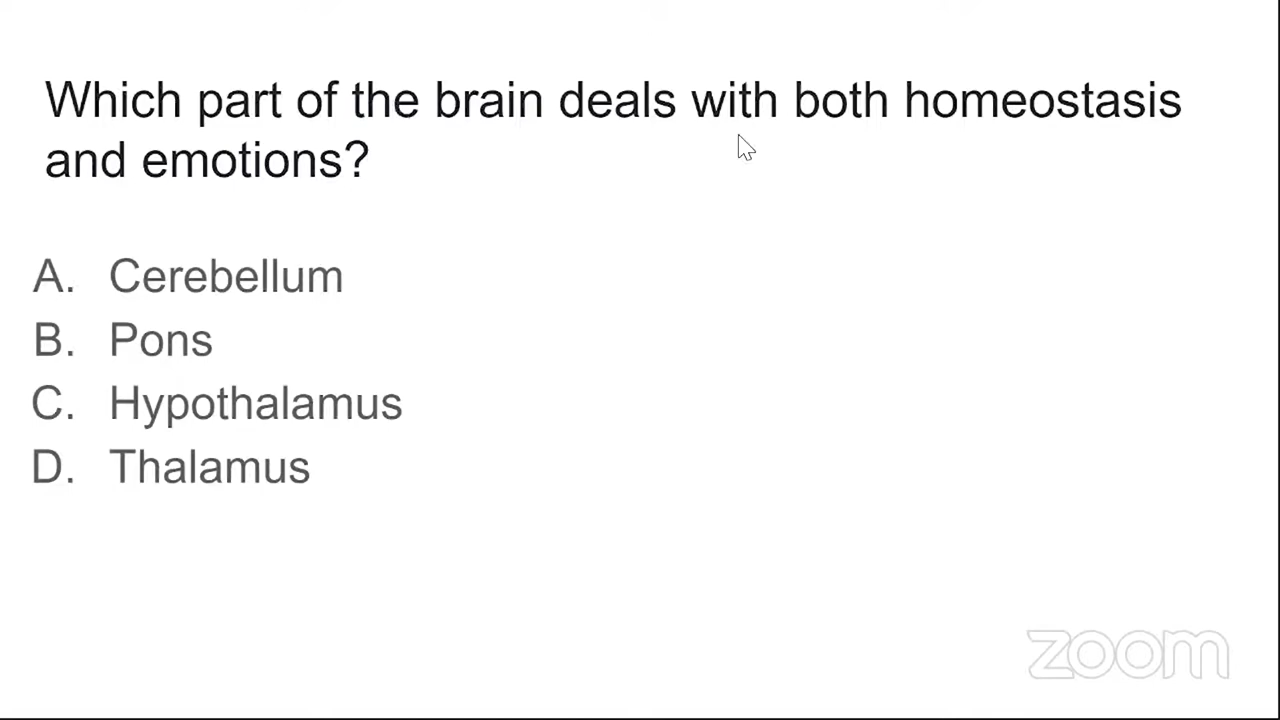 Which part of the brain deals with both homeostasis
and emotions?
A. Cerebellum
B. Pons
C. Hypothalamus
D. Thalamus
zoom